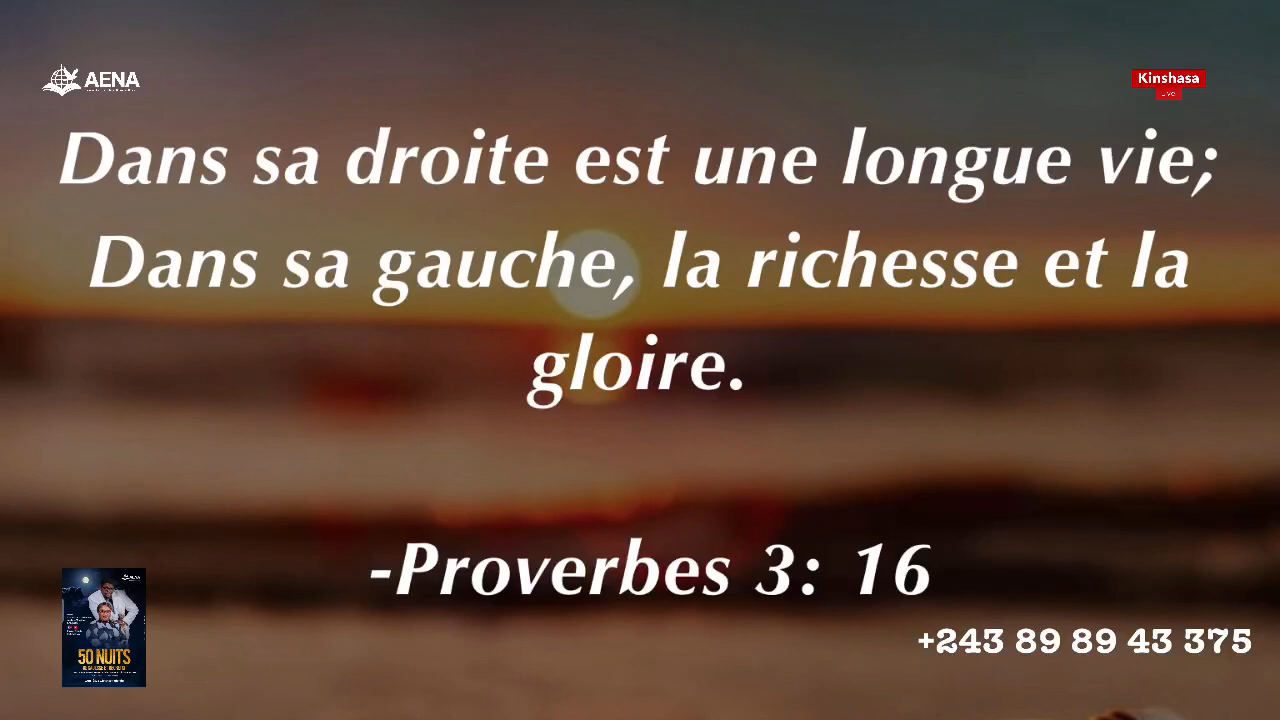 AENA
Kinshasa
Live
Dans sa droite est une longue vie;
Dans sa gauche, la richesse et la
gloire.
-Proverbes 3: 16
+243 89 89 43 375
50 NUITS